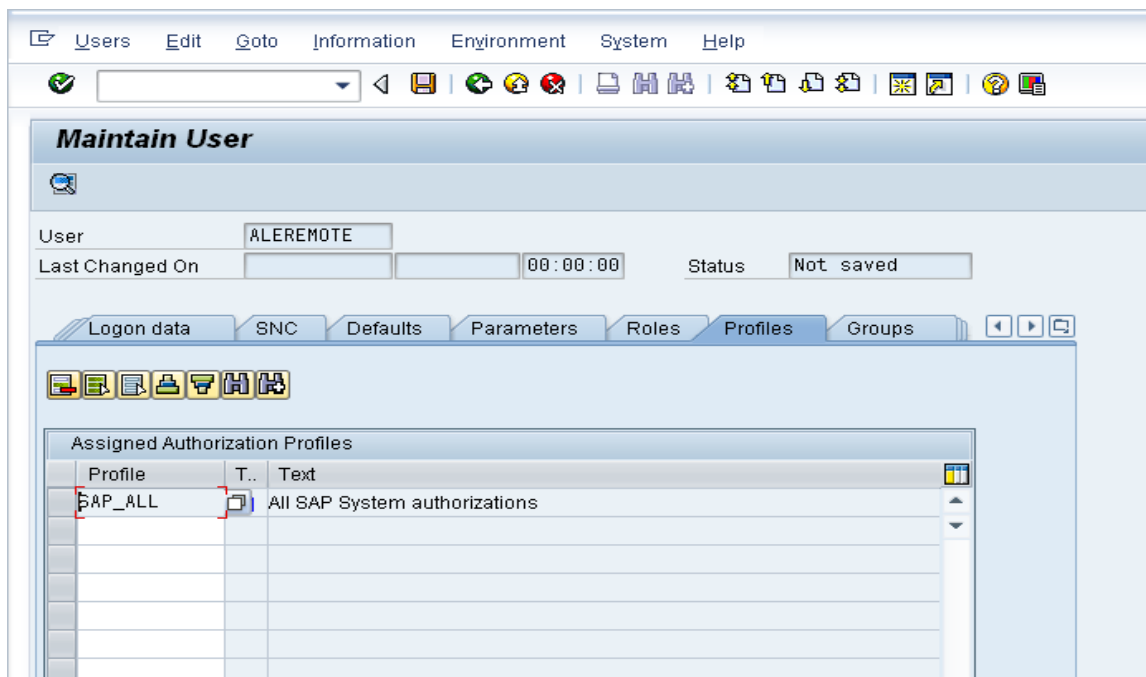 Users Edit Goto Information Environment System Help
Maintain User
User ALEREMOTE
Last Changed On 00:00:00 Status Not saved
Logon data SNC Defaults Parameters Roles Profiles Groups
Assigned Authorization Profiles
Profile T.. Text
SAP_ALL All SAP System authorizations